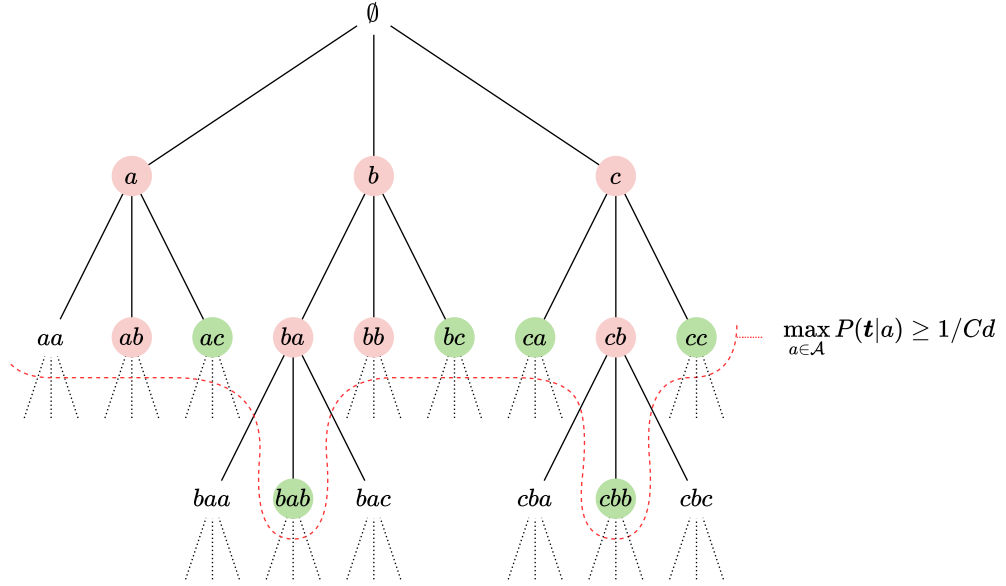 ∅
a b c
aa ab ac ba bb bc ca cb cc
max P(t|a) ≥ 1/Cd
a∈𝒜
baa bab bac cba cbb cbc